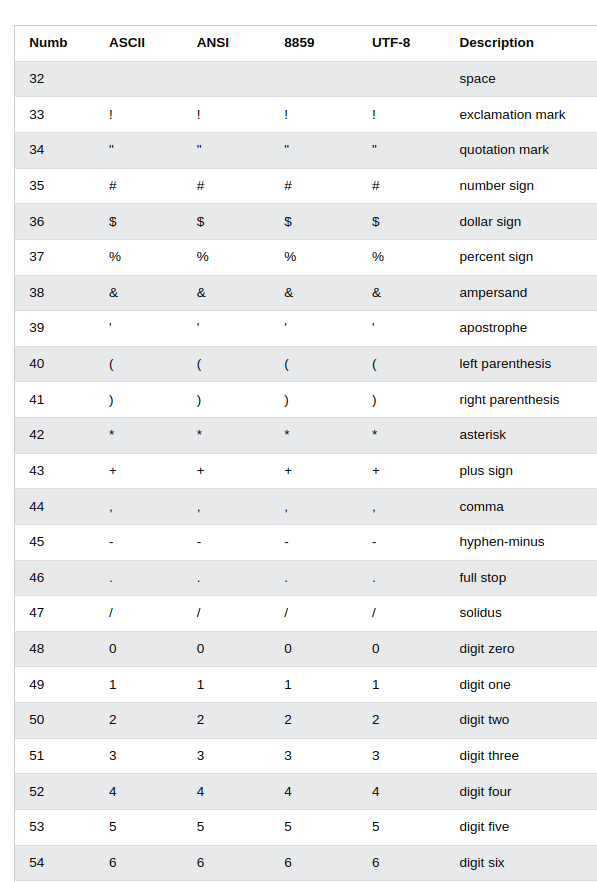 Numb ASCII ANSI 8859 UTF-8 Description
32 space
33 ! ! ! ! exclamation mark
34 " " " " quotation mark
35 # # # # number sign
36 $ $ $ $ dollar sign
37 % % % % percent sign
38 & & & & ampersand
39 ' ' ' ' apostrophe
40 ( ( ( ( left parenthesis
41 ) ) ) ) right parenthesis
42 * * * * asterisk
43 + + + + plus sign
44 , , , , comma
45 - - - - hyphen-minus
46 . . . . full stop
47 / / / / solidus
48 0 0 0 0 digit zero
49 1 1 1 1 digit one
50 2 2 2 2 digit two
51 3 3 3 3 digit three
52 4 4 4 4 digit four
53 5 5 5 5 digit five
54 6 6 6 6 digit six